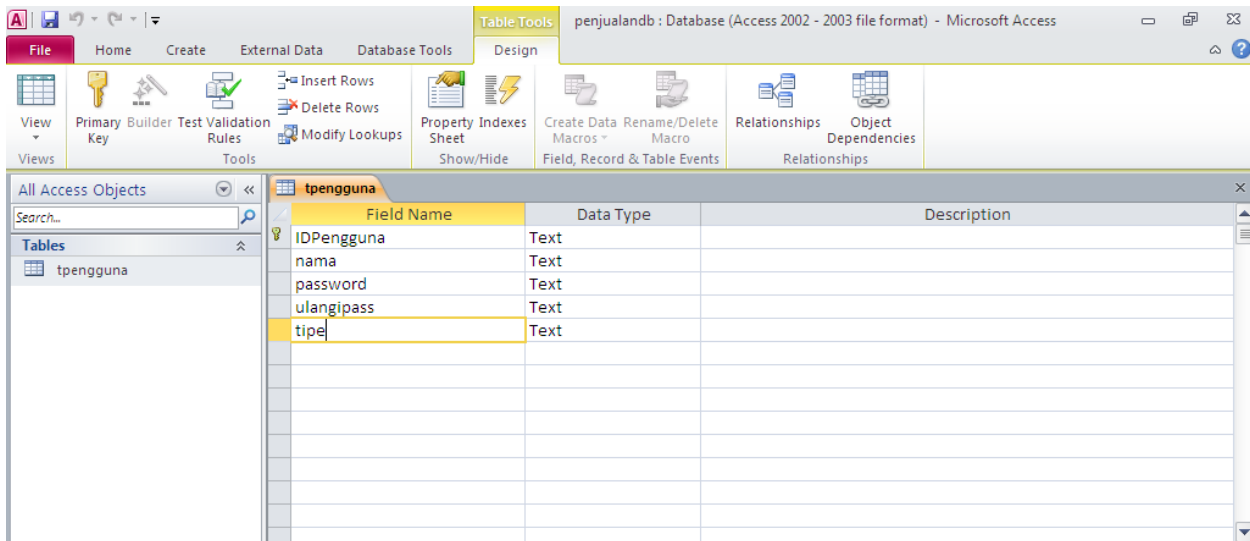 A
Table Tools
penjualandb : Database (Access 2002 - 2003 file format) - Microsoft Access
File Home Create External Data Database Tools Design
View
Primary Key
Builder
Test Validation Rules
Insert Rows
Delete Rows
Modify Lookups
Property Sheet
Indexes
Create Data Macros
Rename/Delete Macro
Relationships
Object Dependencies
Views Tools Show/Hide Field, Record & Table Events Relationships
All Access Objects
Search...
Tables
tpengguna
tpengguna
Field Name Data Type Description
IDPengguna Text
nama Text
password Text
ulangipass Text
tipe Text